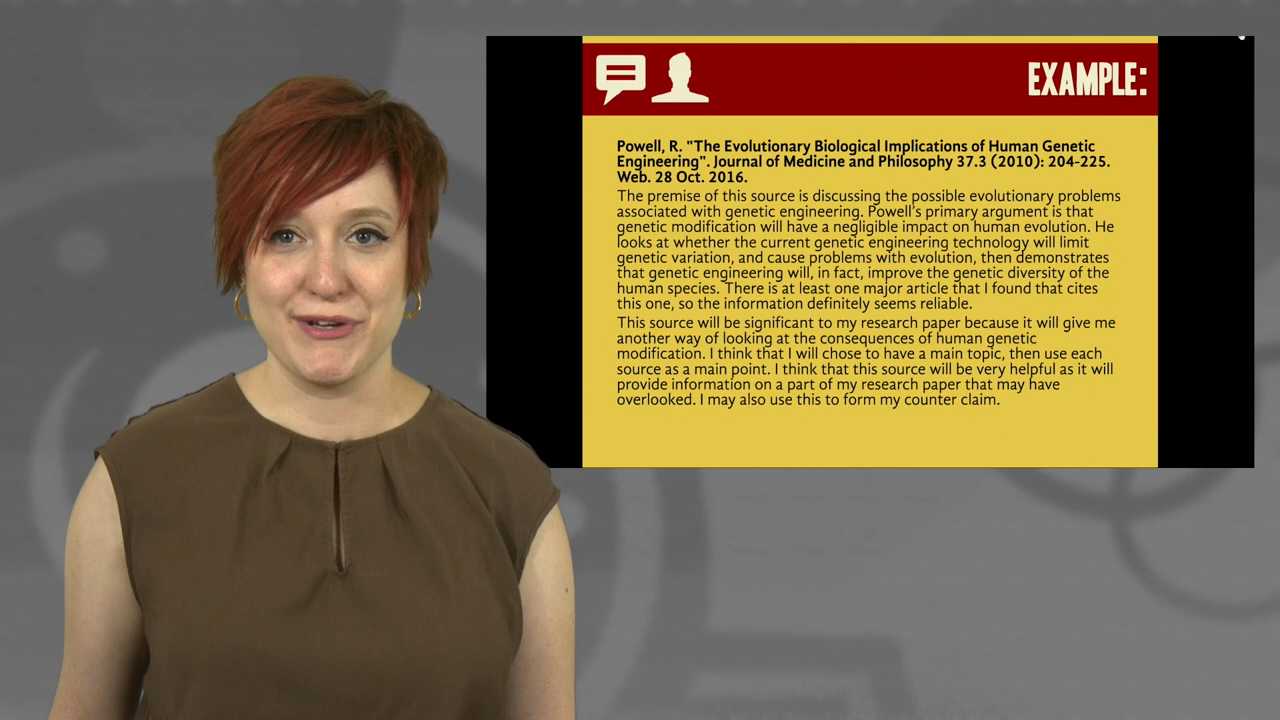 EXAMPLE:
Powell, R. "The Evolutionary Biological Implications of Human Genetic
Engineering". Journal of Medicine and Philosophy 37.3 (2010): 204-225.
Web. 28 Oct. 2016.
The premise of this source is discussing the possible evolutionary problems
associated with genetic engineering. Powell's primary argument is that
genetic modification will have a negligible impact on human evolution. He
looks at whether the current genetic engineering technology will limit
genetic variation, and cause problems with evolution, then demonstrates
that genetic engineering will, in fact, improve the genetic diversity of the
human species. There is at least one major article that I found that cites
this one, so the information definitely seems reliable.
This source will be significant to my research paper because it will give me
another way of looking at the consequences of human genetic
modification. I think that I will chose to have a main topic, then use each
source as a main point. I think that this source will be very helpful as it will
provide information on a part of my research paper that may have
overlooked. I may also use this to form my counter claim.